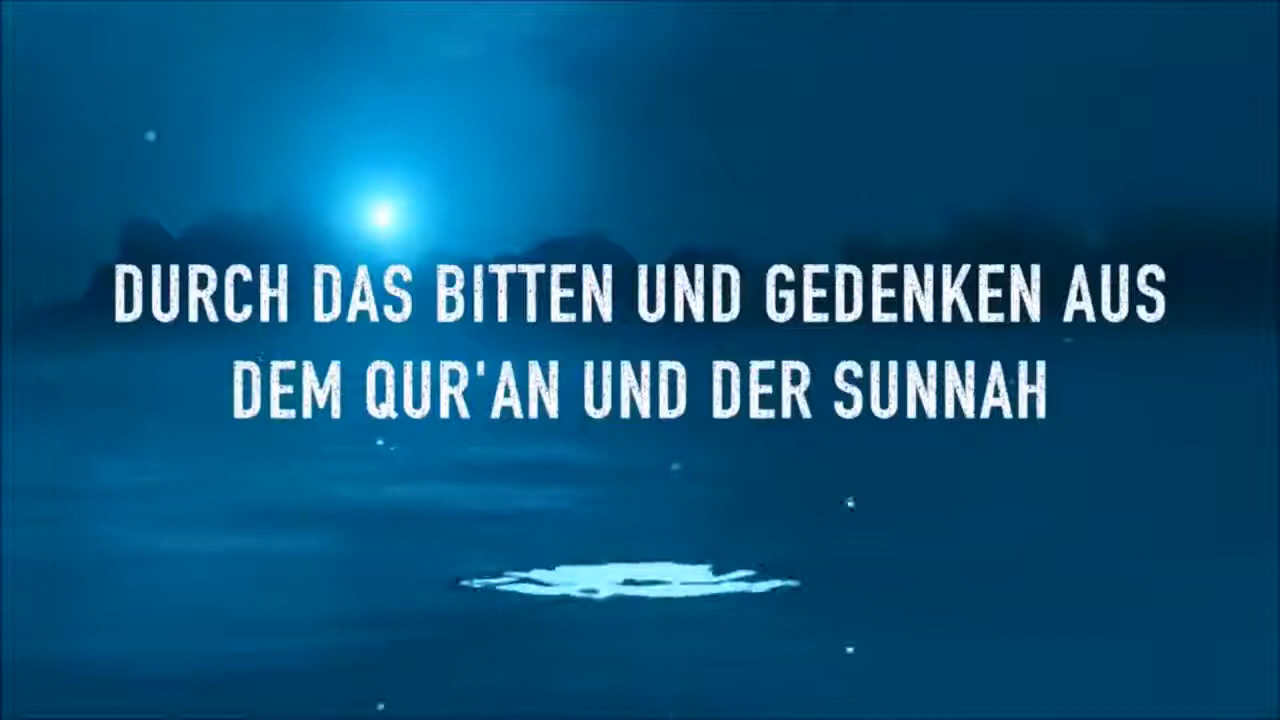 DURCH DAS BITTEN UND GEDENKEN AUS
DEM QUR'AN UND DER SUNNAH